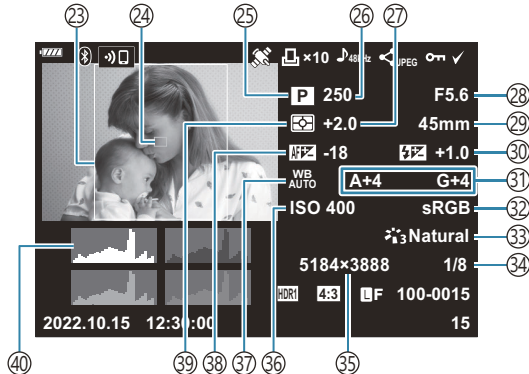 23 24 25 26 27
×10 48kHz JPEG
P 250 F5.6 28
+2.0 45mm 29
AF -18 +1.0 30
WB AUTO A+4 G+4 31
ISO 400 sRGB 32
3 Natural 33
5184×3888 1/8 34
HDR1 4:3 L F 100-0015
2022.10.15 12:30:00 15
40 39 38 37 36 35